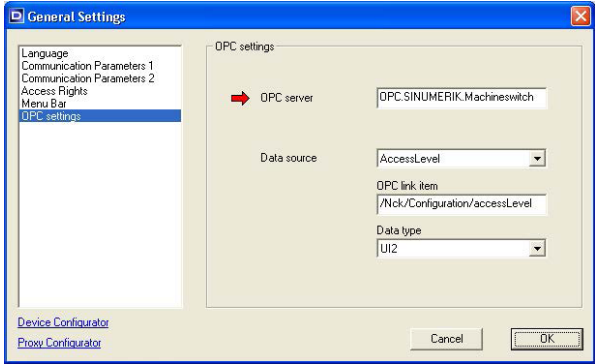 General Settings
Language
Communication Parameters 1
Communication Parameters 2
Access Rights
Menu Bar
OPC settings
Device Configurator
Proxy Configurator
OPC settings
OPC server
OPC.SINUMERIK.Machineswitch
Data source
AccessLevel
OPC link item
/Nck/Configuration/accessLevel
Data type
UI2
Cancel
OK